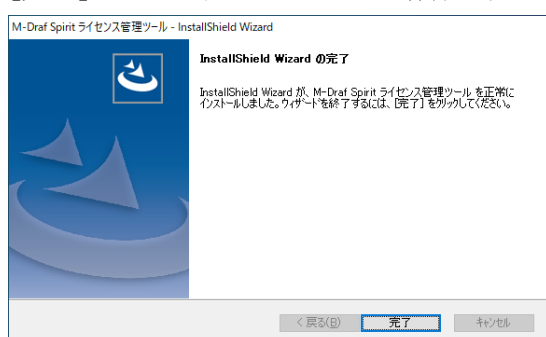 M-Draf Spirit ライセンス管理ツール - InstallShield Wizard
InstallShield Wizard の完了
InstallShield Wizard が、M-Draf Spirit ライセンス管理ツール を正常に
インストールしました。ウィザードを終了するには、[完了] をクリックしてください。
< 戻る(B)
完了
キャンセル